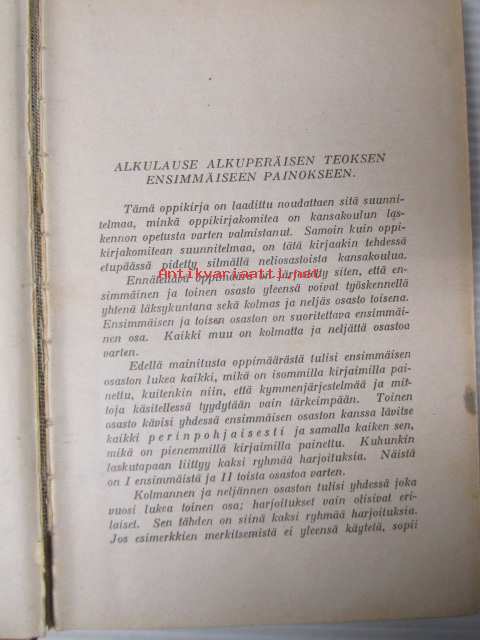 ALKULAUSE ALKUPERÄISEN TEOKSEN
ENSIMMÄISEEN PAINOKSEEN.
Tämä oppikirja on laadittu noudattaen sitä suunni-
telmaa, minkä oppikirjakomitea on kansakoulun las-
kennon opetusta varten valmistanut. Samoin kuin oppi-
kirjakomitean suunnitelmaa, on tätä kirjaakin tehdessä
etupäässä pidetty silmällä neliosastoista kansakoulua.
Ennätettävä oppimäärä on järjestetty siten, että en-
simmäinen ja toinen osasto yleensä voivat työskennellä
yhtenä läksykuntana sekä kolmas ja neljäs osasto toisena.
Ensimmäisen ja toisen osaston on suoritettava ensimmäi-
nen osa. Kaikki muu on kolmatta ja neljättä osastoa
varten.
Edellä mainitusta oppimäärästä tulisi ensimmäisen
osaston lukea kaikki, mikä on isommilla kirjaimilla pai-
nettu, kuitenkin niin, että kymmenjärjestelmää ja mit-
toja käsitellessä tyydytään vain tärkeimpään. Toinen
osasto kävisi yhdessä ensimmäisen osaston kanssa lävitse
kaikki perinpohjaisesti ja samalla kaiken sen,
mikä on pienemmillä kirjaimilla painettu. Kuhunkin
laskutapaan liittyy kaksi ryhmää harjoituksia. Näistä
on I ensimmäistä ja II toista osastoa varten.
Kolmannen ja neljännen osaston tulisi yhdessä joka
vuosi lukea toinen osa; harjoitukset vain olisivat eri-
laiset. Sen tähden on siinä kaksi ryhmää harjoituksia.
Jos esimerkkien merkitsemistä ei yleensä käytetä, sopii
Antikvariaatti.net